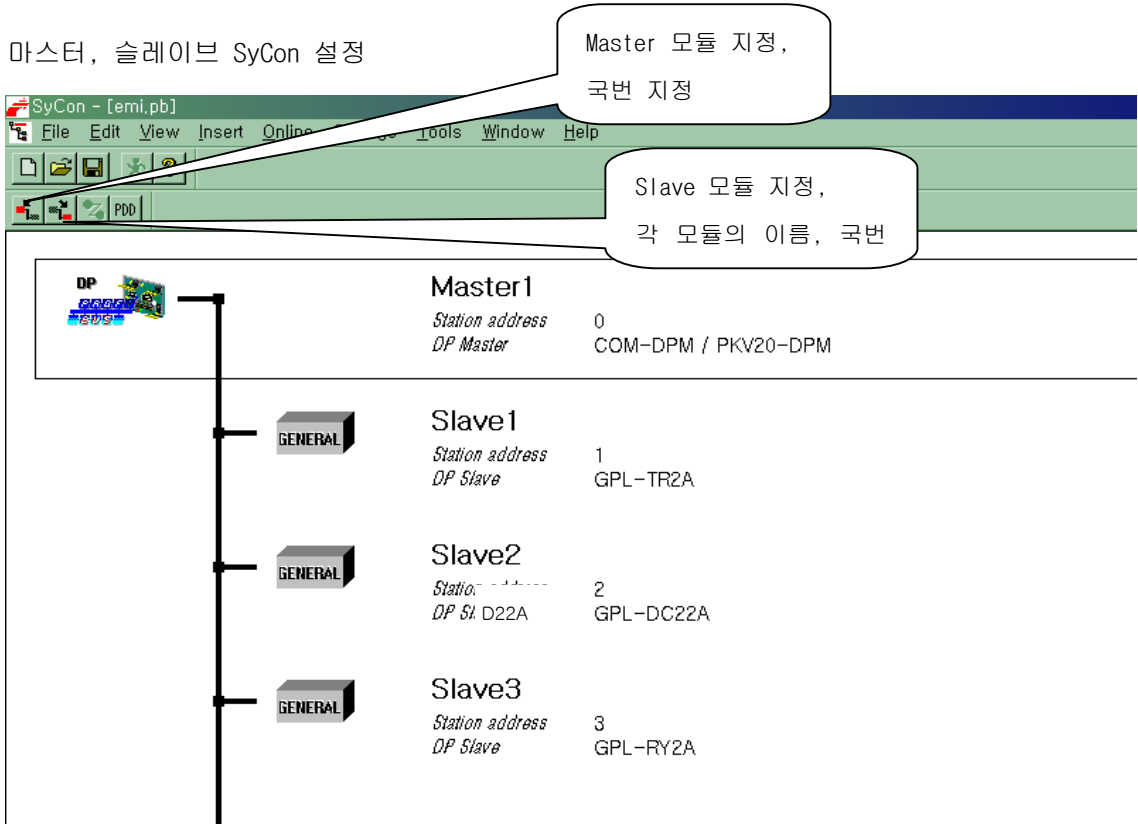 마스터, 슬레이브 SyCon 설정
Master 모듈 지정,
국번 지정
SyCon - [emi.pb]
File Edit View Insert Online Tools Window Help
Slave 모듈 지정,
각 모듈의 이름, 국번
PDD
DP
Master1
Station address 0
DP Master COM-DPM / PKV20-DPM
GENERAL
Slave1
Station address 1
DP Slave GPL-TR2A
GENERAL
Slave2
2
D22A GPL-DC22A
GENERAL
Slave3
Station address 3
DP Slave GPL-RY2A